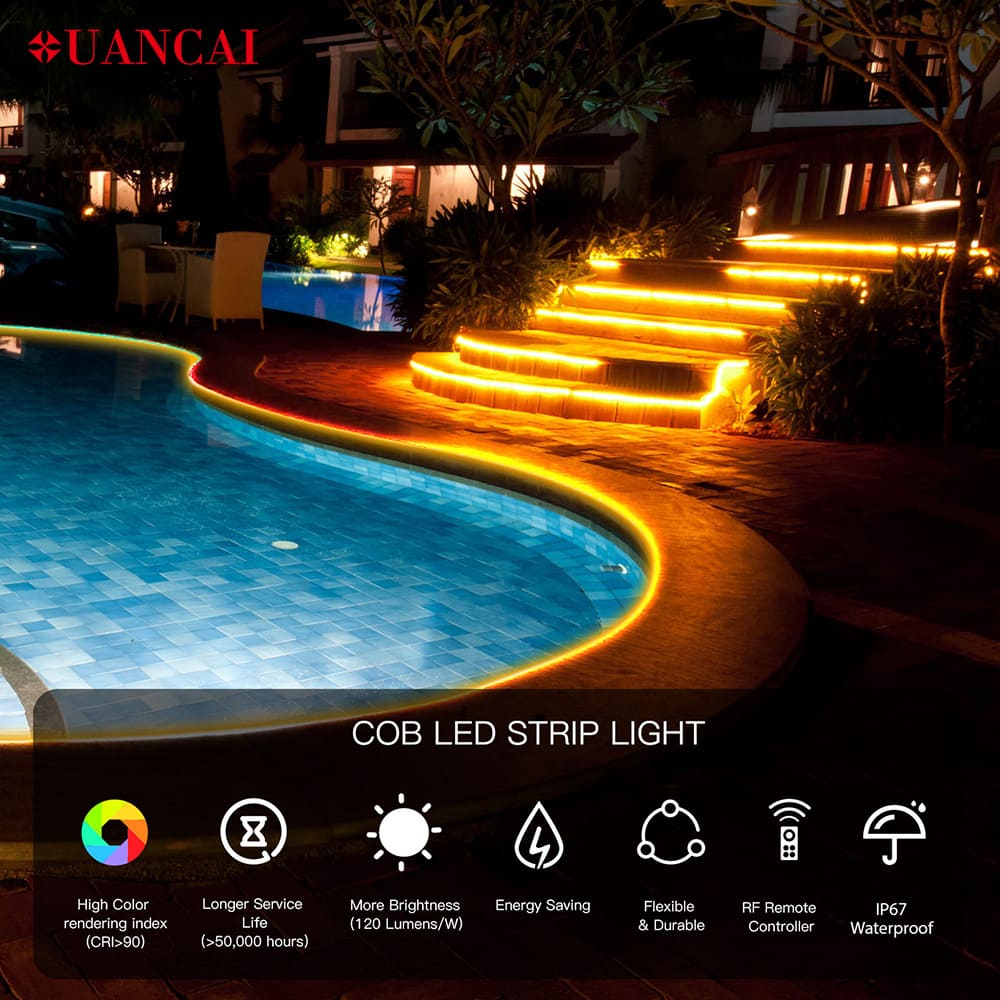 UANCAI
COB LED STRIP LIGHT
High Color
rendering index
(CRI>90)
Longer Service
Life
(>50,000 hours)
More Brightness
(120 Lumens/W)
Energy Saving
Flexible
& Durable
RF Remote
Controller
IP67
Waterproof